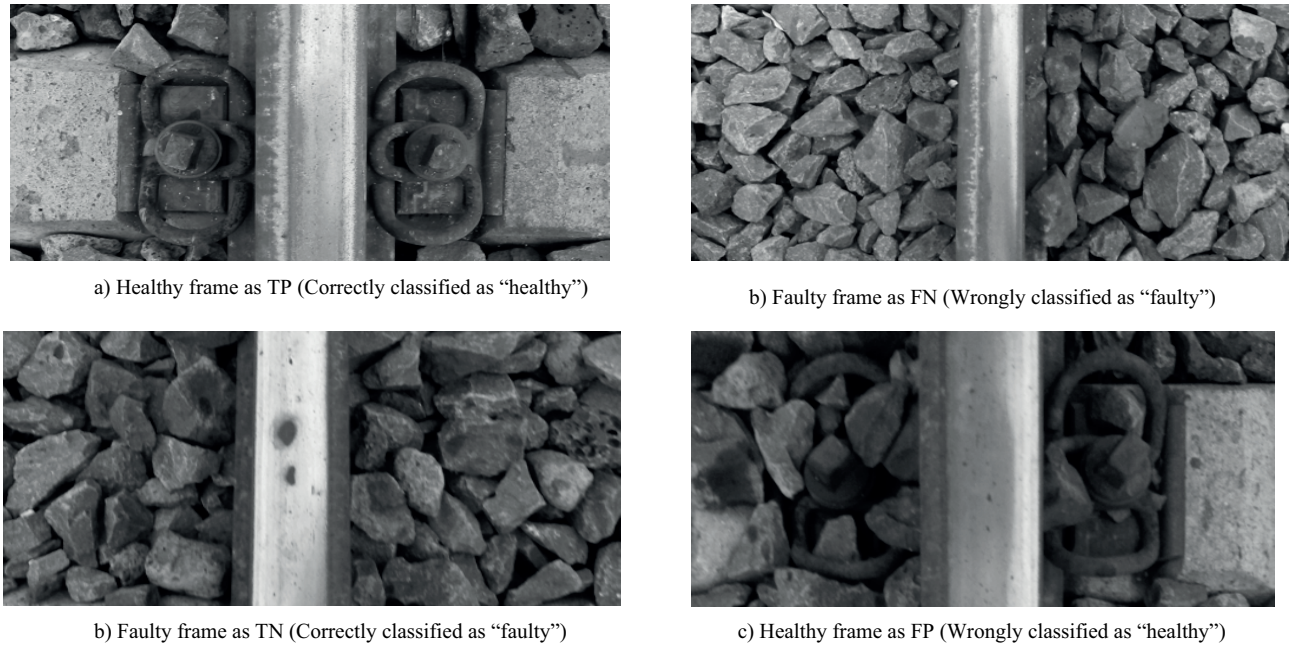 a) Healthy frame as TP (Correctly classified as “healthy”)
b) Faulty frame as FN (Wrongly classified as “faulty”)
b) Faulty frame as TN (Correctly classified as “faulty”)
c) Healthy frame as FP (Wrongly classified as “healthy”)